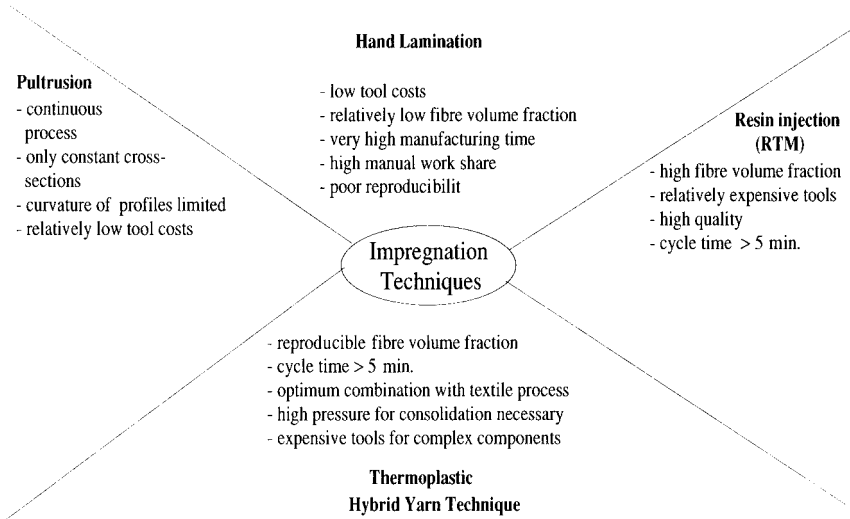 Hand Lamination
- low tool costs
- relatively low fibre volume fraction
- very high manufacturing time
- high manual work share
- poor reproducibilit
Pultrusion
- continuous
process
- only constant cross-
sections
- curvature of profiles limited
- relatively low tool costs
Resin injection
(RTM)
- high fibre volume fraction
- relatively expensive tools
- high quality
- cycle time > 5 min.
Impregnation
Techniques
- reproducible fibre volume fraction
- cycle time > 5 min.
- optimum combination with textile process
- high pressure for consolidation necessary
- expensive tools for complex components
Thermoplastic
Hybrid Yarn Technique